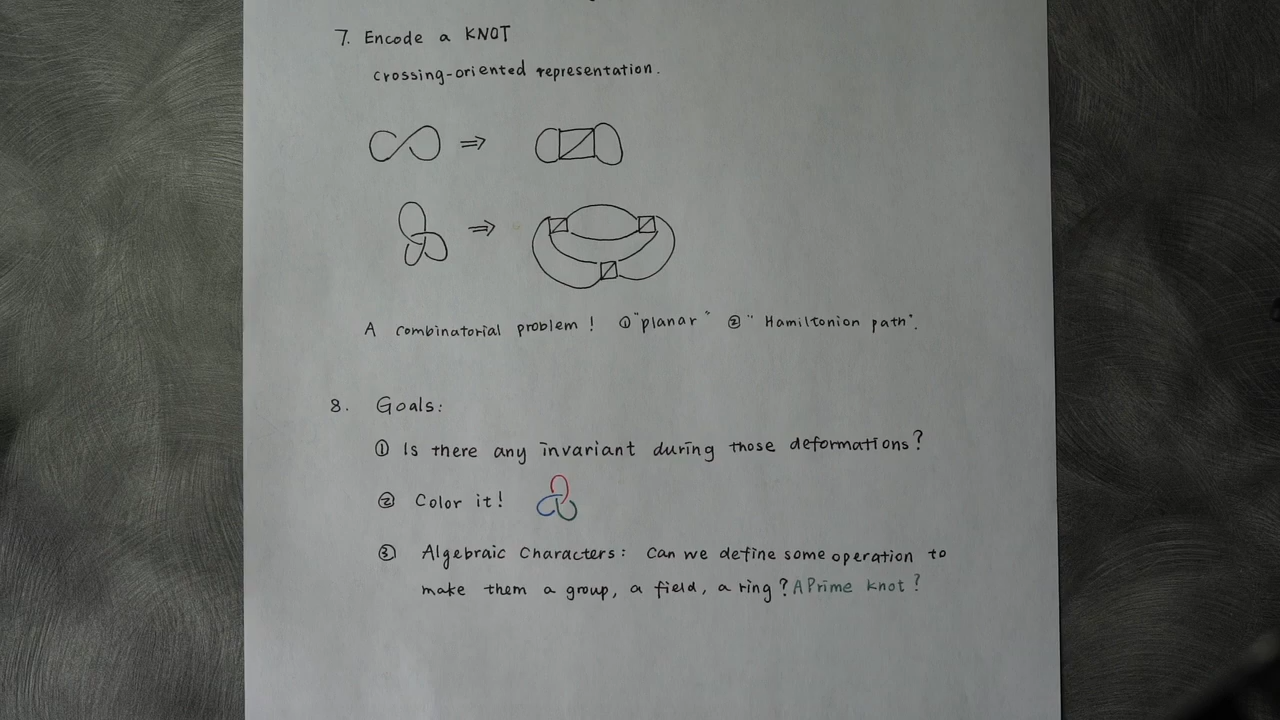 7. Encode a KNOT
crossing-oriented representation.
⇒
⇒
A combinatorial problem! ① "planar" ② "Hamiltonion path".
8. Goals:
① Is there any invariant during those deformations?
② Color it!
③ Algebraic Characters: Can we define some operation to
make them a group, a field, a ring? A Prime knot?